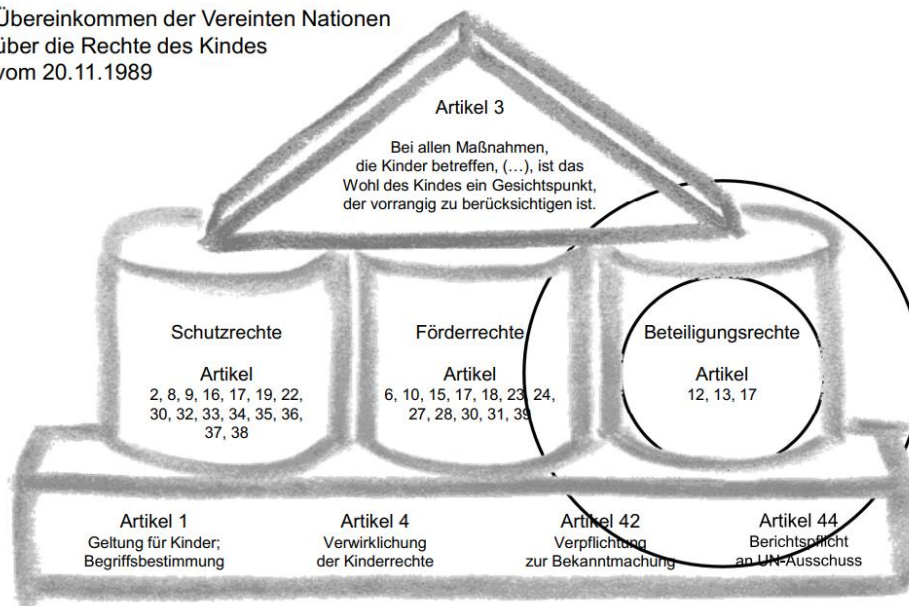 Übereinkommen der Vereinten Nationen
über die Rechte des Kindes
vom 20.11.1989
Artikel 3
Bei allen Maßnahmen,
die Kinder betreffen, (…), ist das
Wohl des Kindes ein Gesichtspunkt,
der vorrangig zu berücksichtigen ist.
Schutzrechte
Artikel
2, 8, 9, 16, 17, 19, 22,
30, 32, 33, 34, 35, 36,
37, 38
Förderrechte
Artikel
6, 10, 15, 17, 18, 23, 24,
27, 28, 30, 31, 39
Beteiligungsrechte
Artikel
12, 13, 17
Artikel 1
Geltung für Kinder;
Begriffsbestimmung
Artikel 4
Verwirklichung
der Kinderrechte
Artikel 42
Verpflichtung
zur Bekanntmachung
Artikel 44
Berichtspflicht
an UN-Ausschuss